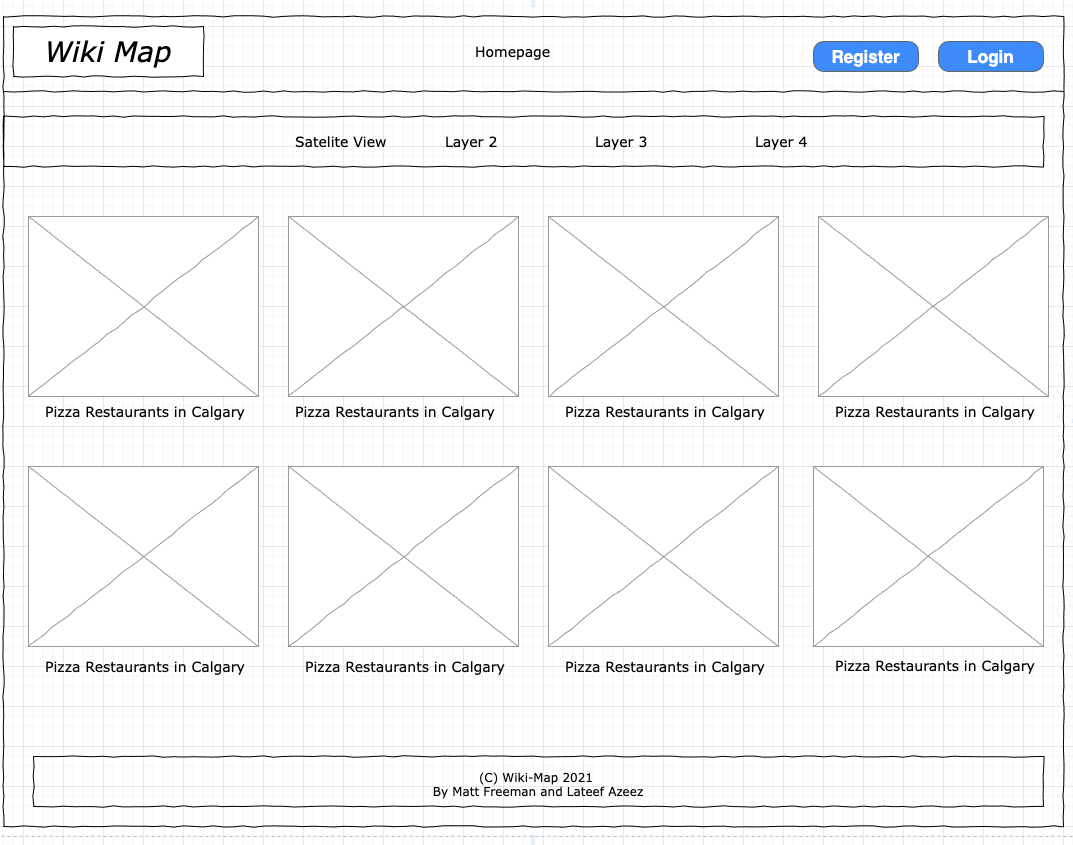 Wiki Map
Homepage
Register
Login
Satelite View
Layer 2
Layer 3
Layer 4
Pizza Restaurants in Calgary
Pizza Restaurants in Calgary
Pizza Restaurants in Calgary
Pizza Restaurants in Calgary
Pizza Restaurants in Calgary
Pizza Restaurants in Calgary
Pizza Restaurants in Calgary
Pizza Restaurants in Calgary
(C) Wiki-Map 2021
By Matt Freeman and Lateef Azeez